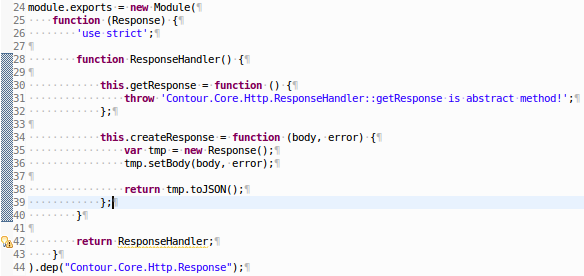 24 module.exports = new Module(¶
25     function (Response) {¶
26         'use strict';¶
27 ¶
28         function ResponseHandler() {¶
29 ¶
30             this.getResponse = function () {¶
31                 throw 'Contour.Core.Http.ResponseHandler::getResponse is abstract method!';¶
32             };¶
33 ¶
34             this.createResponse = function (body, error) {¶
35                 var tmp = new Response();¶
36                 tmp.setBody(body, error);¶
37 ¶
38                 return tmp.toJSON();¶
39             };¶
40         }¶
41 ¶
42         return ResponseHandler;¶
43     }¶
44 ).dep("Contour.Core.Http.Response");¶